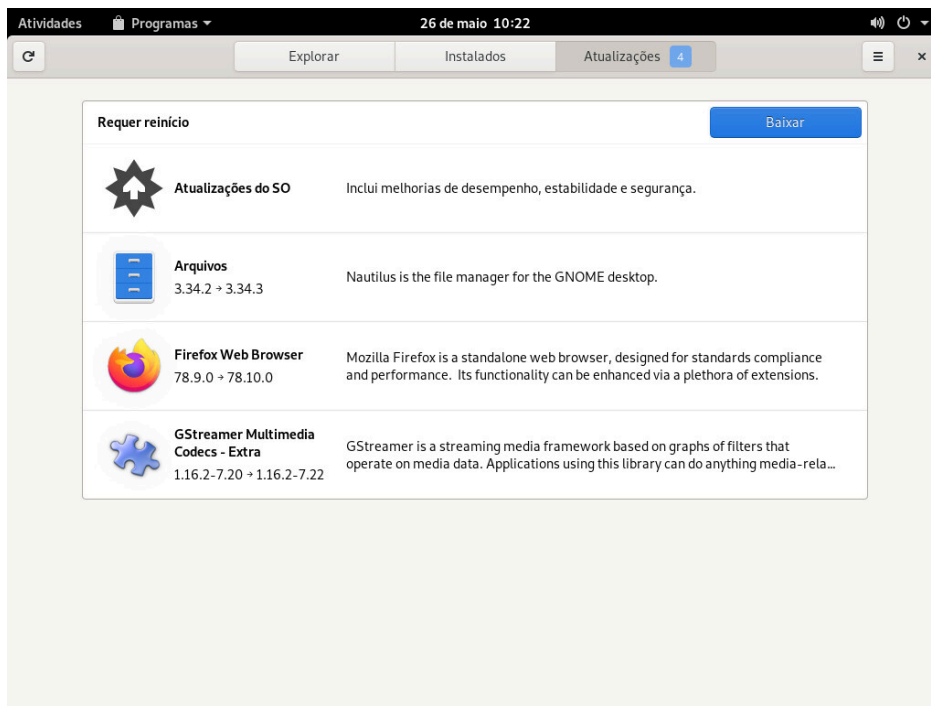 Atividades Programas 26 de maio 10:22
Explorar Instalados Atualizações 4
Requer reinício Baixar
Atualizações do SO Inclui melhorias de desempenho, estabilidade e segurança.
Arquivos
3.34.2 → 3.34.3
Nautilus is the file manager for the GNOME desktop.
Firefox Web Browser
78.9.0 → 78.10.0
Mozilla Firefox is a standalone web browser, designed for standards compliance
and performance. Its functionality can be enhanced via a plethora of extensions.
GStreamer Multimedia
Codecs - Extra
1.16.2-7.20 → 1.16.2-7.22
GStreamer is a streaming media framework based on graphs of filters that
operate on media data. Applications using this library can do anything media-rela…